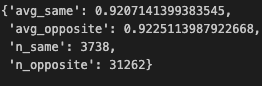 {'avg_same': 0.9207141399383545,
'avg_opposite': 0.9225113987922668,
'n_same': 3738,
'n_opposite': 31262}